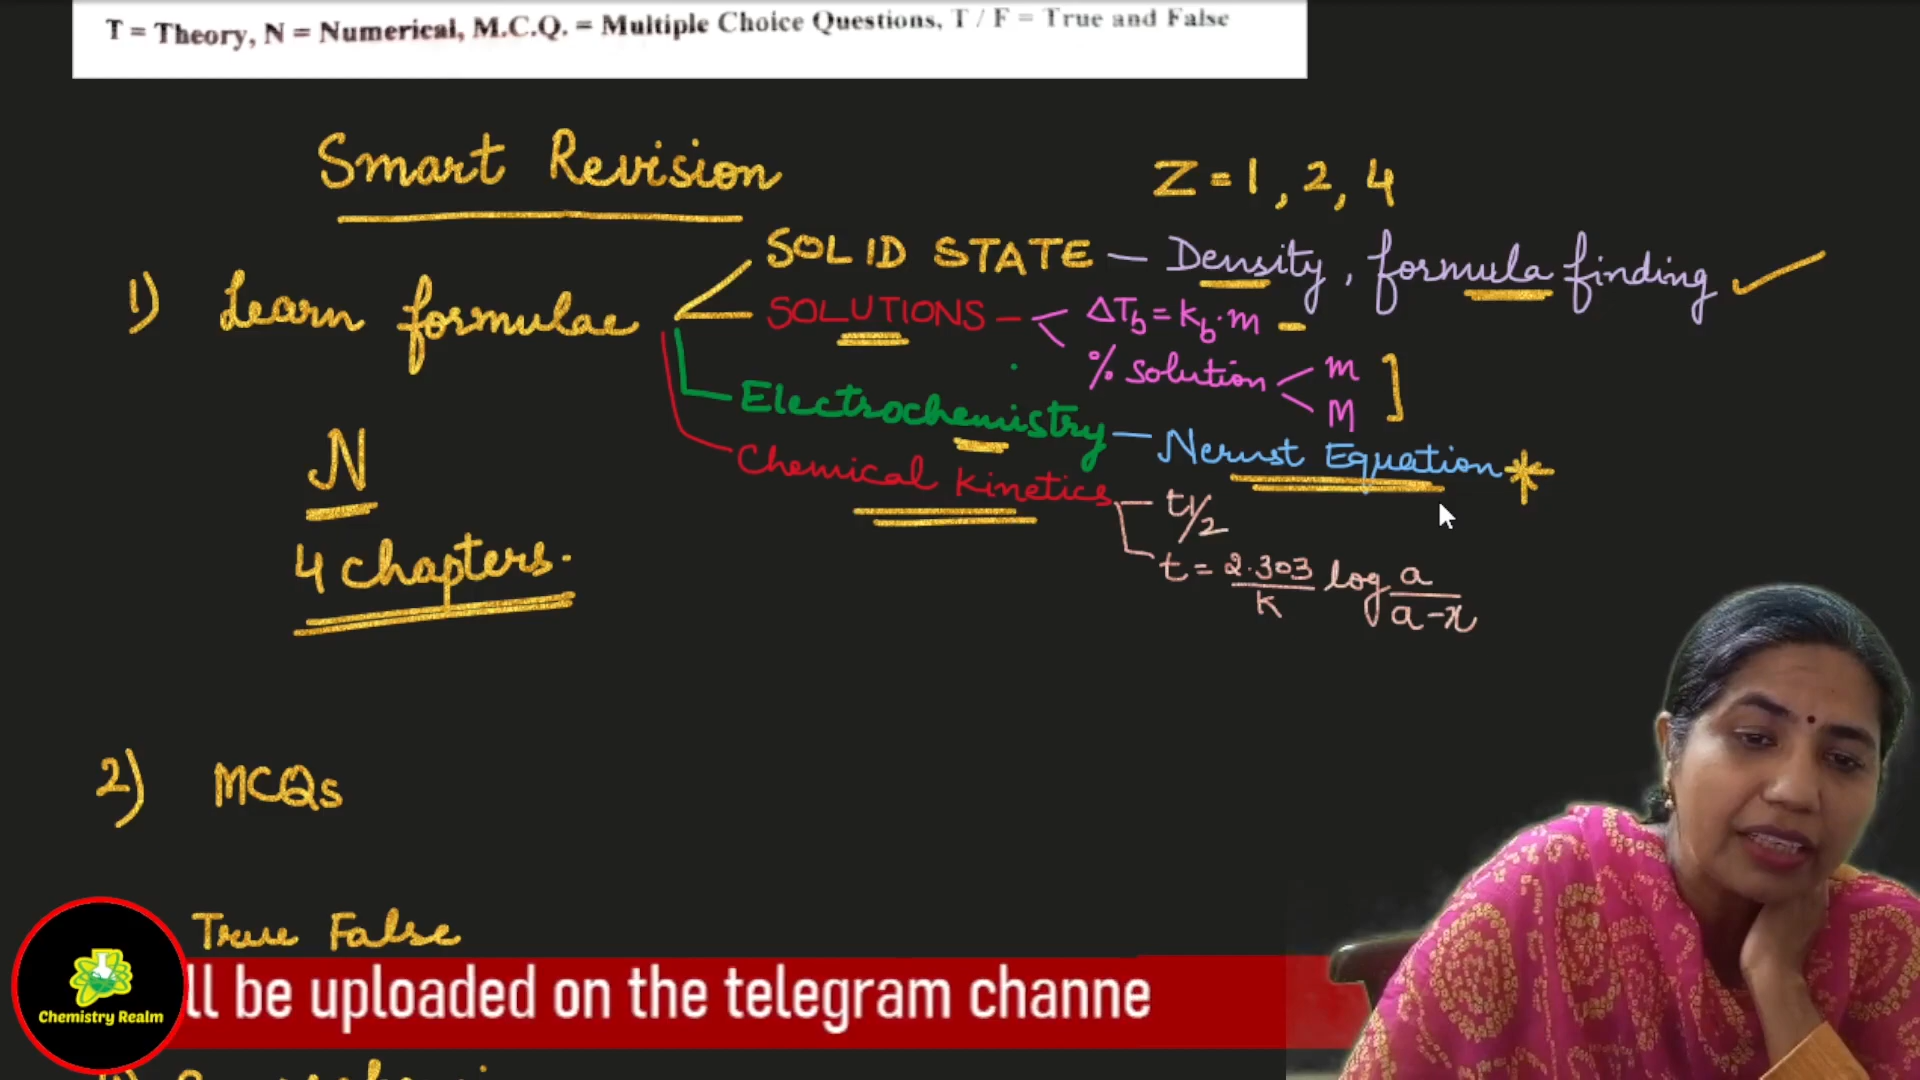 T = Theory, N = Numerical, M.C.Q. = Multiple Choice Questions, T / F = True and False
Smart Revision
Z = 1, 2, 4
1) Learn formulae
SOLID STATE — Density, formula finding
SOLUTIONS — ΔTb = kb·m
% Solution m
M
Electrochemistry — Nernst Equation *
Chemical Kinetics — t1/2
t = 2.303/K log a/a-x
N
4 chapters.
2) MCQs
True False
ll be uploaded on the telegram channe
Chemistry Realm